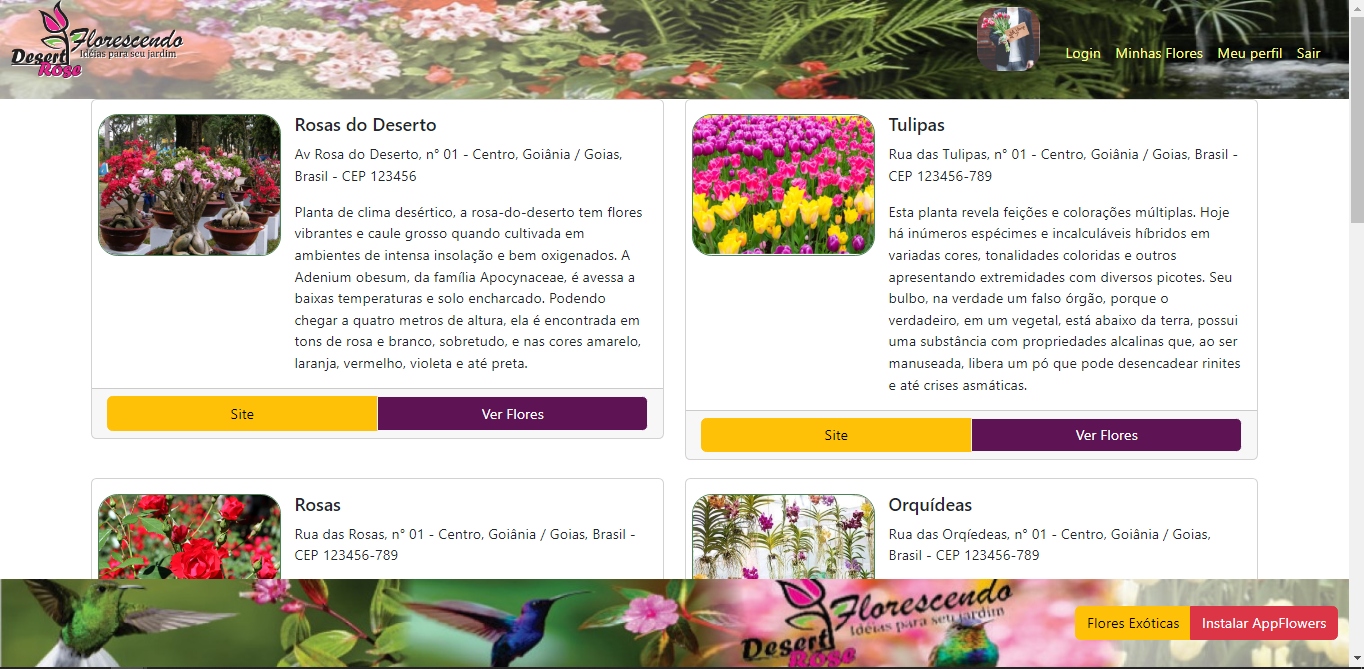 Florescendo
Idéias para seu jardim
Desert
Rose
Login Minhas Flores Meu perfil Sair
Rosas do Deserto
Av Rosa do Deserto, n° 01 - Centro, Goiânia / Goias,
Brasil - CEP 123456
Planta de clima desértico, a rosa-do-deserto tem flores
vibrantes e caule grosso quando cultivada em
ambientes de intensa insolação e bem oxigenados. A
Adenium obesum, da família Apocynaceae, é avessa a
baixas temperaturas e solo encharcado. Podendo
chegar a quatro metros de altura, ela é encontrada em
tons de rosa e branco, sobretudo, e nas cores amarelo,
laranja, vermelho, violeta e até preta.
Site Ver Flores
Tulipas
Rua das Tulipas, n° 01 - Centro, Goiânia / Goias, Brasil -
CEP 123456-789
Esta planta revela feições e colorações múltiplas. Hoje
há inúmeros espécimes e incalculáveis híbridos em
variadas cores, tonalidades coloridas e outros
apresentando extremidades com diversos picotes. Seu
bulbo, na verdade um falso órgão, porque o
verdadeiro, em um vegetal, está abaixo da terra, possui
uma substância com propriedades alcalinas que, ao ser
manuseada, libera um pó que pode desencadear rinites
e até crises asmáticas.
Site Ver Flores
Rosas
Rua das Rosas, n° 01 - Centro, Goiânia / Goias, Brasil -
CEP 123456-789
Orquídeas
Rua das Orqíedeas, n° 01 - Centro, Goiânia / Goias,
Brasil - CEP 123456-789
Florescendo
Idéias para seu jardim
Desert
Rose
Flores Exóticas Instalar AppFlowers